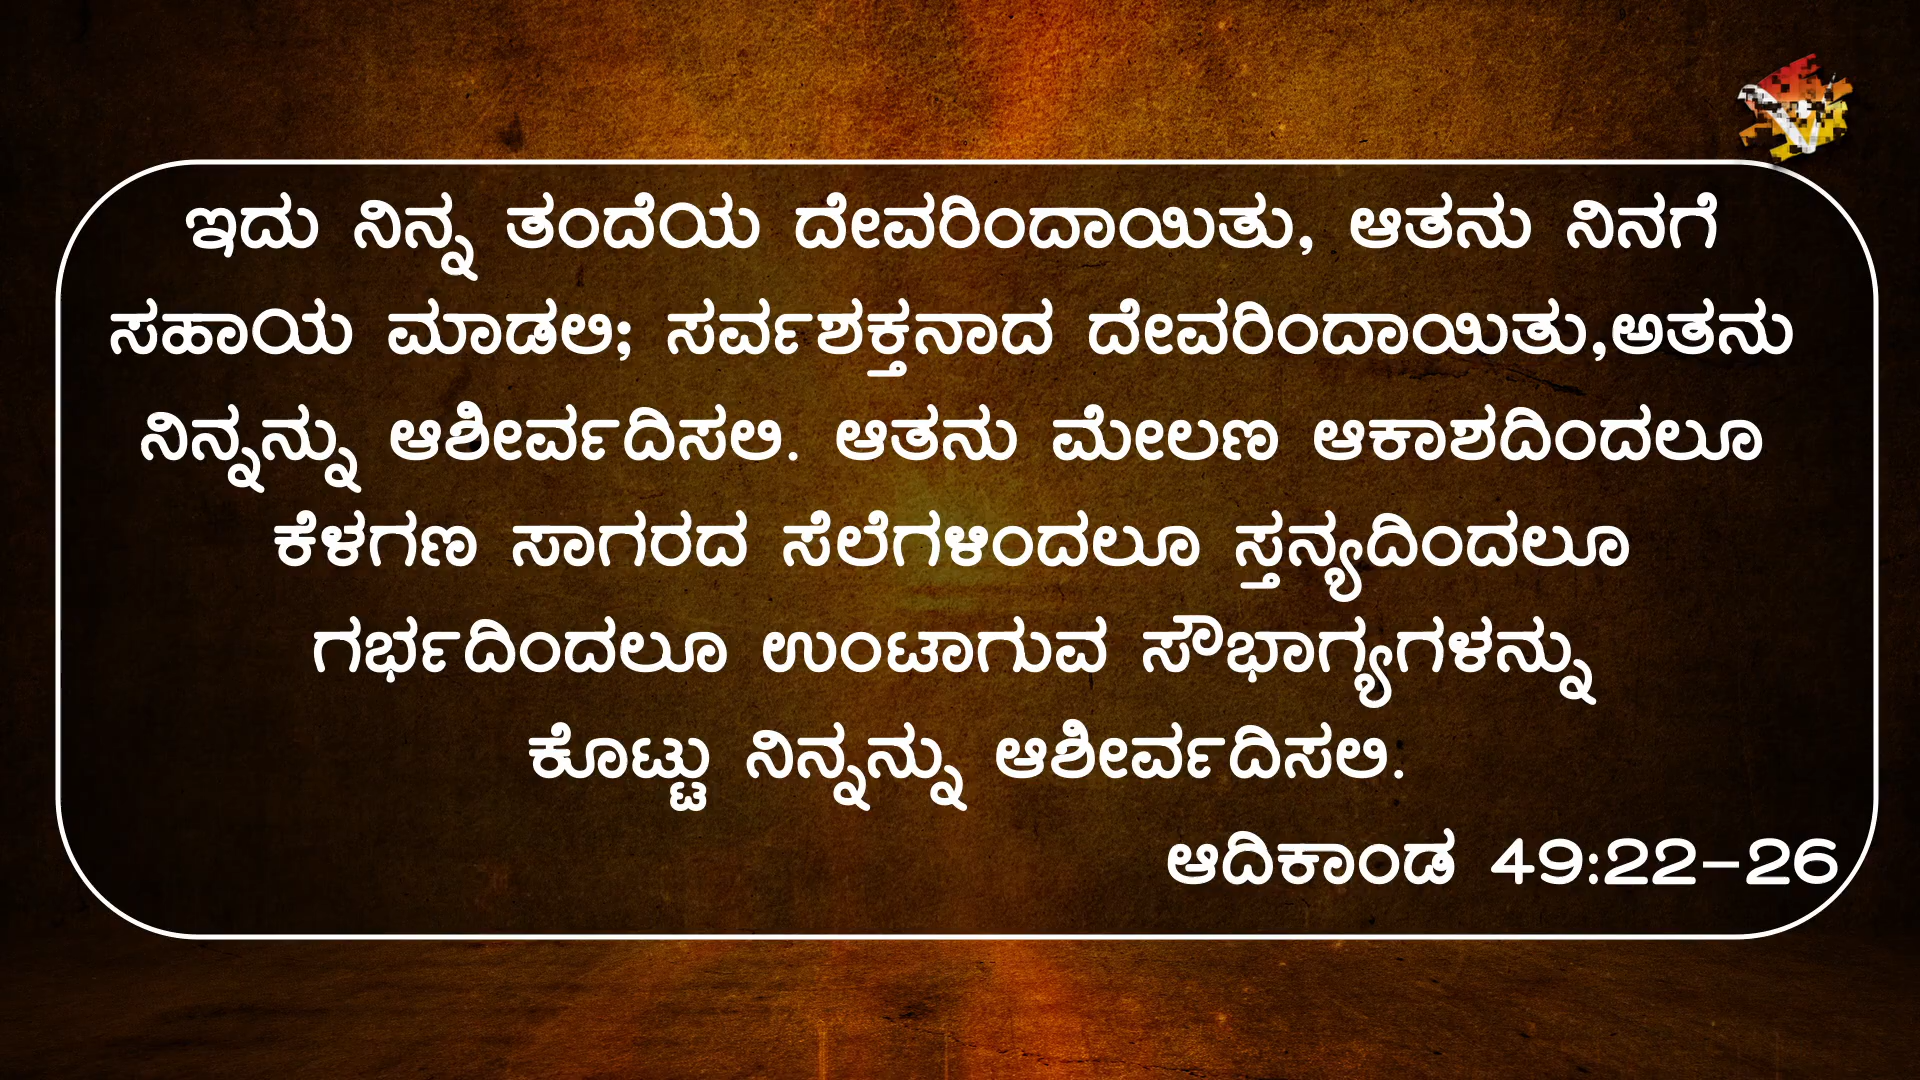 ಇದು ನಿನ್ನ ತಂದೆಯ ದೇವರಿಂದಾಯಿತು, ಆತನು ನಿನಗೆ
ಸಹಾಯ ಮಾಡಲಿ; ಸರ್ವಶಕ್ತನಾದ ದೇವರಿಂದಾಯಿತು,ಅತನು
ನಿನ್ನನ್ನು ಆಶೀರ್ವದಿಸಲಿ. ಆತನು ಮೇಲಣ ಆಕಾಶದಿಂದಲೂ
ಕೆಳಗಣ ಸಾಗರದ ಸೆಲೆಗಳಿಂದಲೂ ಸ್ತನ್ಯದಿಂದಲೂ
ಗರ್ಭದಿಂದಲೂ ಉಂಟಾಗುವ ಸೌಭಾಗ್ಯಗಳನ್ನು
ಕೊಟ್ಟು ನಿನ್ನನ್ನು ಆಶೀರ್ವದಿಸಲಿ.
ಆದಿಕಾಂಡ 49:22-26